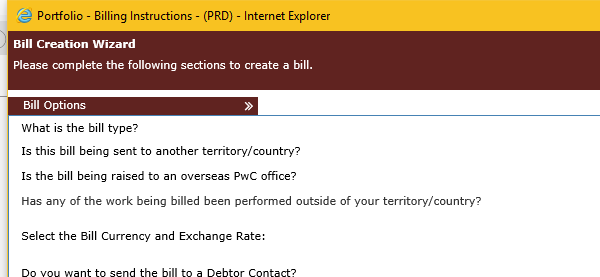 Portfolio - Billing Instructions - (PRD) - Internet Explorer
Bill Creation Wizard
Please complete the following sections to create a bill.
Bill Options »
What is the bill type?
Is this bill being sent to another territory/country?
Is the bill being raised to an overseas PwC office?
Has any of the work being billed been performed outside of your territory/country?
Select the Bill Currency and Exchange Rate:
Do you want to send the bill to a Debtor Contact?